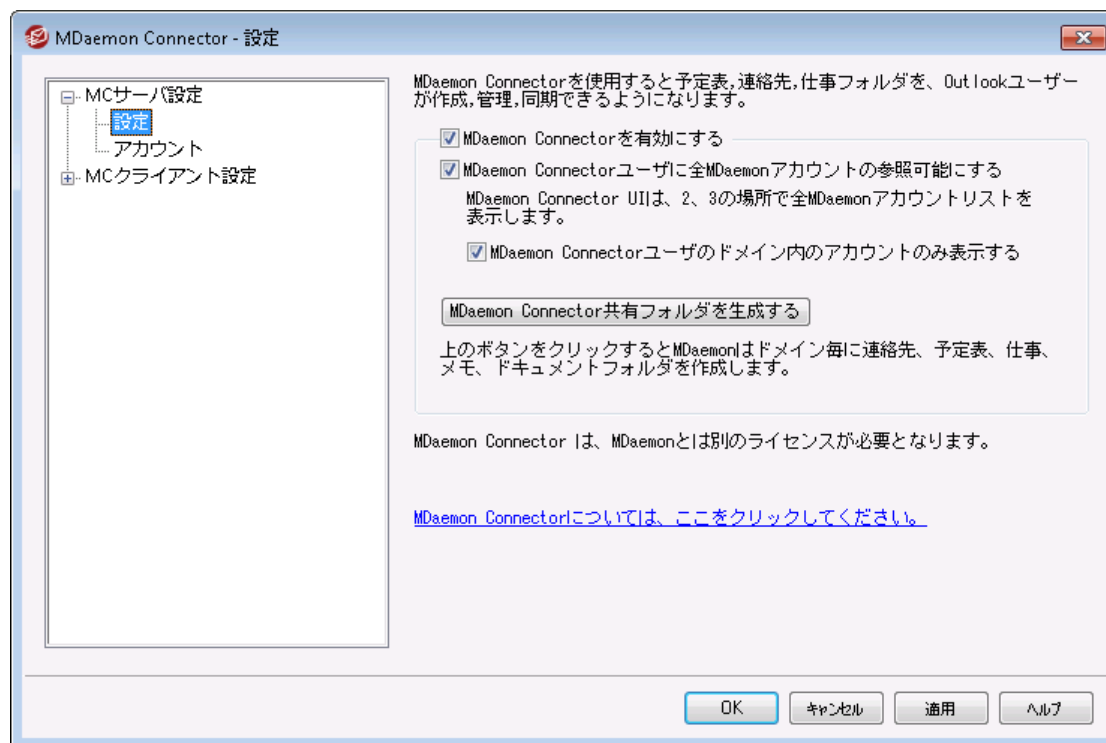 MDaemon Connector - 設定
MCサーバ設定
設定
アカウント
MCクライアント設定
MDaemon Connectorを使用すると予定表,連絡先,仕事フォルダを、Outlookユーザー
が作成,管理,同期できるようになります。
MDaemon Connectorを有効にする
MDaemon Connectorユーザに全MDaemonアカウントの参照可能にする
MDaemon Connector UIは、2、3の場所で全MDaemonアカウントリストを
表示します。
MDaemon Connectorユーザのドメイン内のアカウントのみ表示する
MDaemon Connector共有フォルダを生成する
上のボタンをクリックするとMDaemonはドメイン毎に連絡先、予定表、仕事、
メモ、ドキュメントフォルダを作成します。
MDaemon Connector は、MDaemonとは別のライセンスが必要となります。
MDaemon Connectorについては、ここをクリックしてください。
OK
キャンセル
適用
ヘルプ